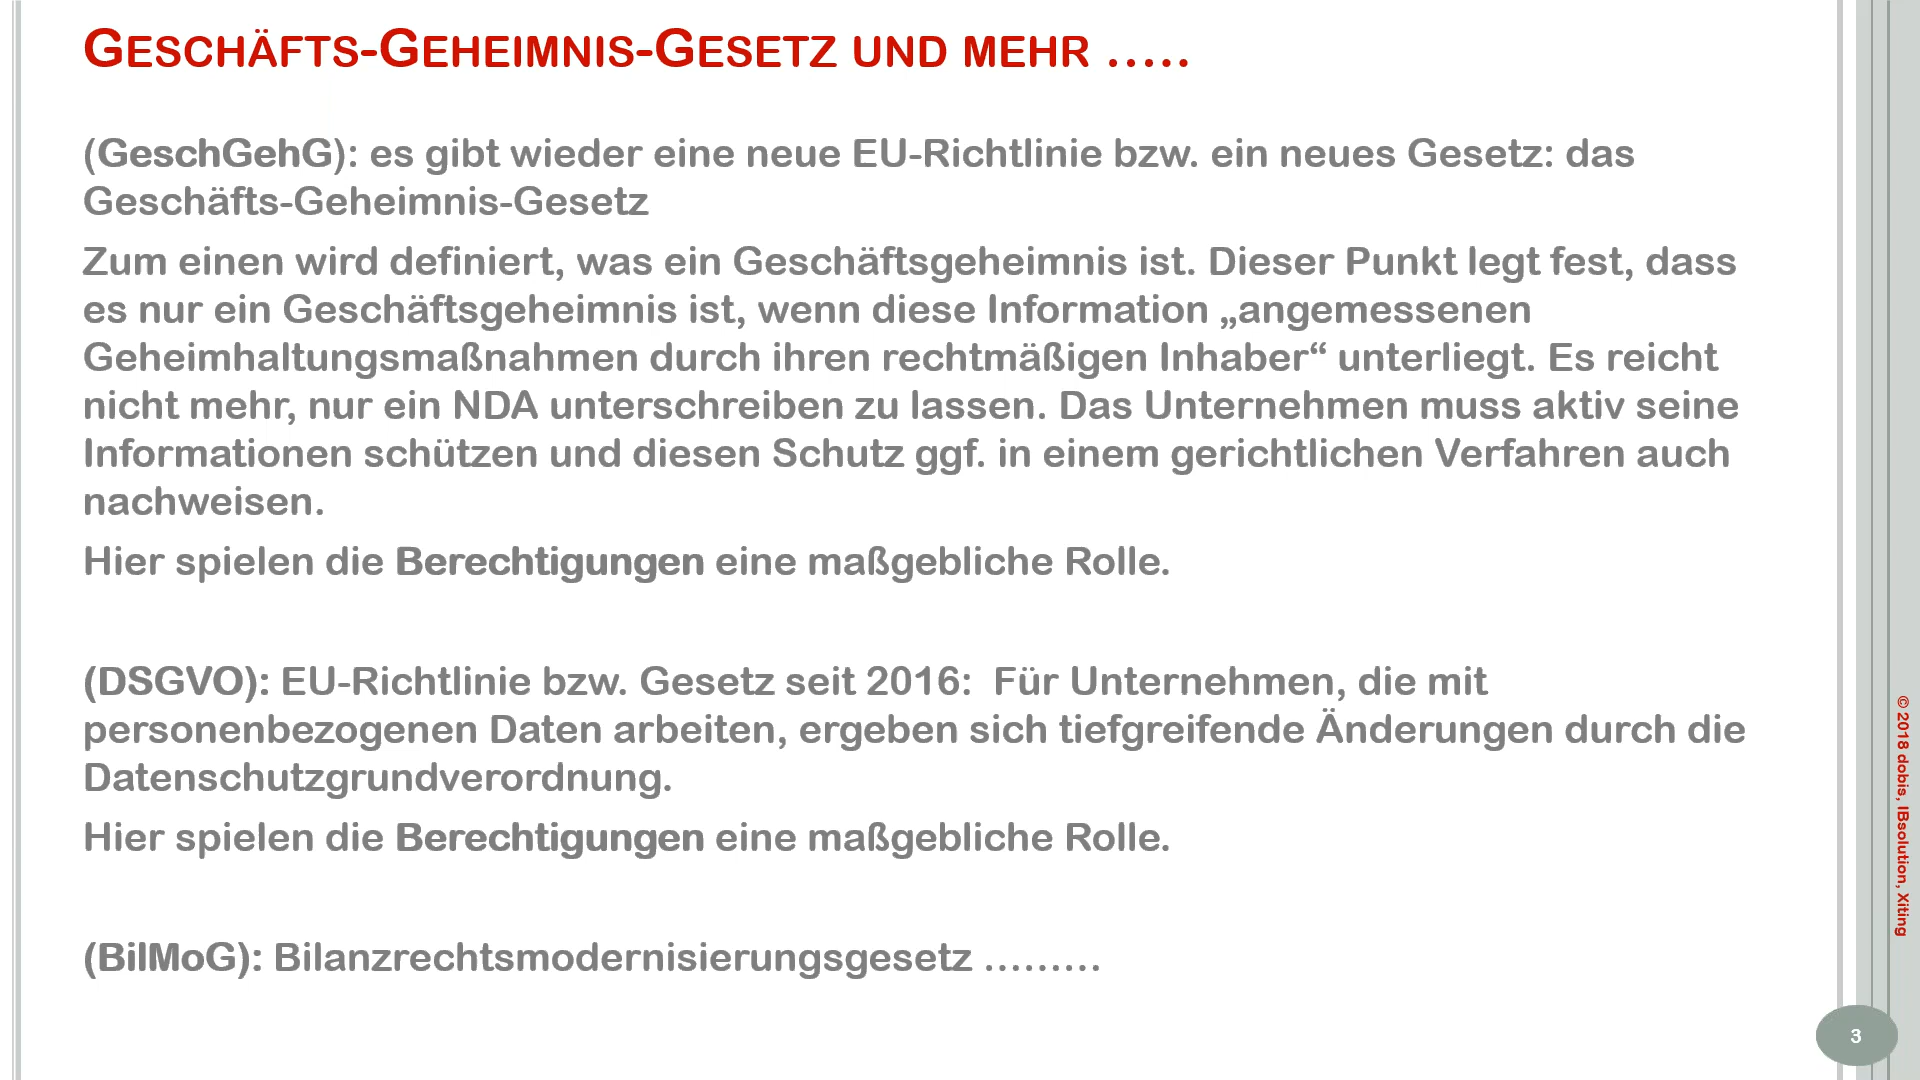 GESCHÄFTS-GEHEIMNIS-GESETZ UND MEHR .....
(GeschGehG): es gibt wieder eine neue EU-Richtlinie bzw. ein neues Gesetz: das
Geschäfts-Geheimnis-Gesetz
Zum einen wird definiert, was ein Geschäftsgeheimnis ist. Dieser Punkt legt fest, dass
es nur ein Geschäftsgeheimnis ist, wenn diese Information „angemessenen
Geheimhaltungsmaßnahmen durch ihren rechtmäßigen Inhaber“ unterliegt. Es reicht
nicht mehr, nur ein NDA unterschreiben zu lassen. Das Unternehmen muss aktiv seine
Informationen schützen und diesen Schutz ggf. in einem gerichtlichen Verfahren auch
nachweisen.
Hier spielen die Berechtigungen eine maßgebliche Rolle.
(DSGVO): EU-Richtlinie bzw. Gesetz seit 2016: Für Unternehmen, die mit
personenbezogenen Daten arbeiten, ergeben sich tiefgreifende Änderungen durch die
Datenschutzgrundverordnung.
Hier spielen die Berechtigungen eine maßgebliche Rolle.
(BilMoG): Bilanzrechtsmodernisierungsgesetz .........
© 2018 dobis, IBsolution, Xiting
3